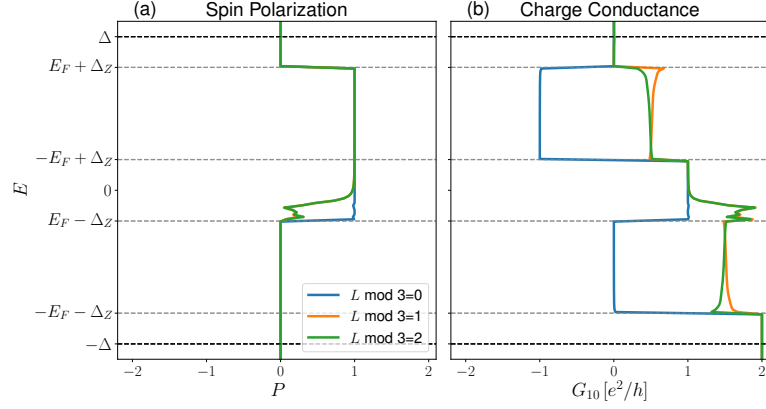 (a) Spin Polarization
(b) Charge Conductance
Δ
E_F + Δ_Z
−E_F + Δ_Z
0
E_F − Δ_Z
−E_F − Δ_Z
−Δ
E
L mod 3=0
L mod 3=1
L mod 3=2
−2 −1 0 1 2
P
−2 −1 0 1 2
G_10 [e^2/h]